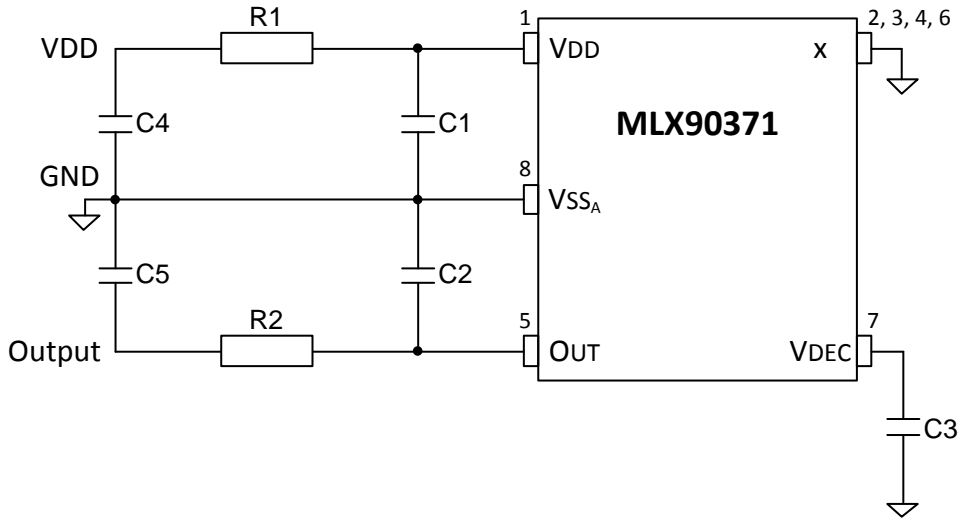 R1
1
2, 3, 4, 6
VDD
VDD
x
C4
C1
MLX90371
GND
8
VSSA
C5
C2
R2
5
7
Output
OUT
VDEC
C3